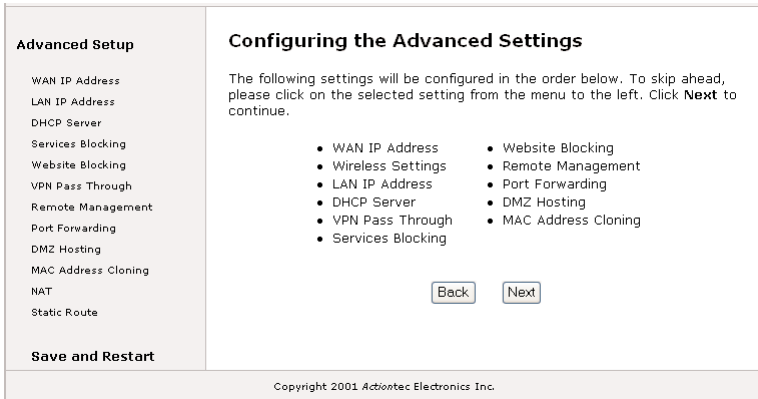 Advanced Setup
WAN IP Address
LAN IP Address
DHCP Server
Services Blocking
Website Blocking
VPN Pass Through
Remote Management
Port Forwarding
DMZ Hosting
MAC Address Cloning
NAT
Static Route
Save and Restart
Configuring the Advanced Settings
The following settings will be configured in the order below. To skip ahead,
please click on the selected setting from the menu to the left. Click Next to
continue.
• WAN IP Address
• Wireless Settings
• LAN IP Address
• DHCP Server
• VPN Pass Through
• Services Blocking
• Website Blocking
• Remote Management
• Port Forwarding
• DMZ Hosting
• MAC Address Cloning
Back Next
Copyright 2001 Actiontec Electronics Inc.